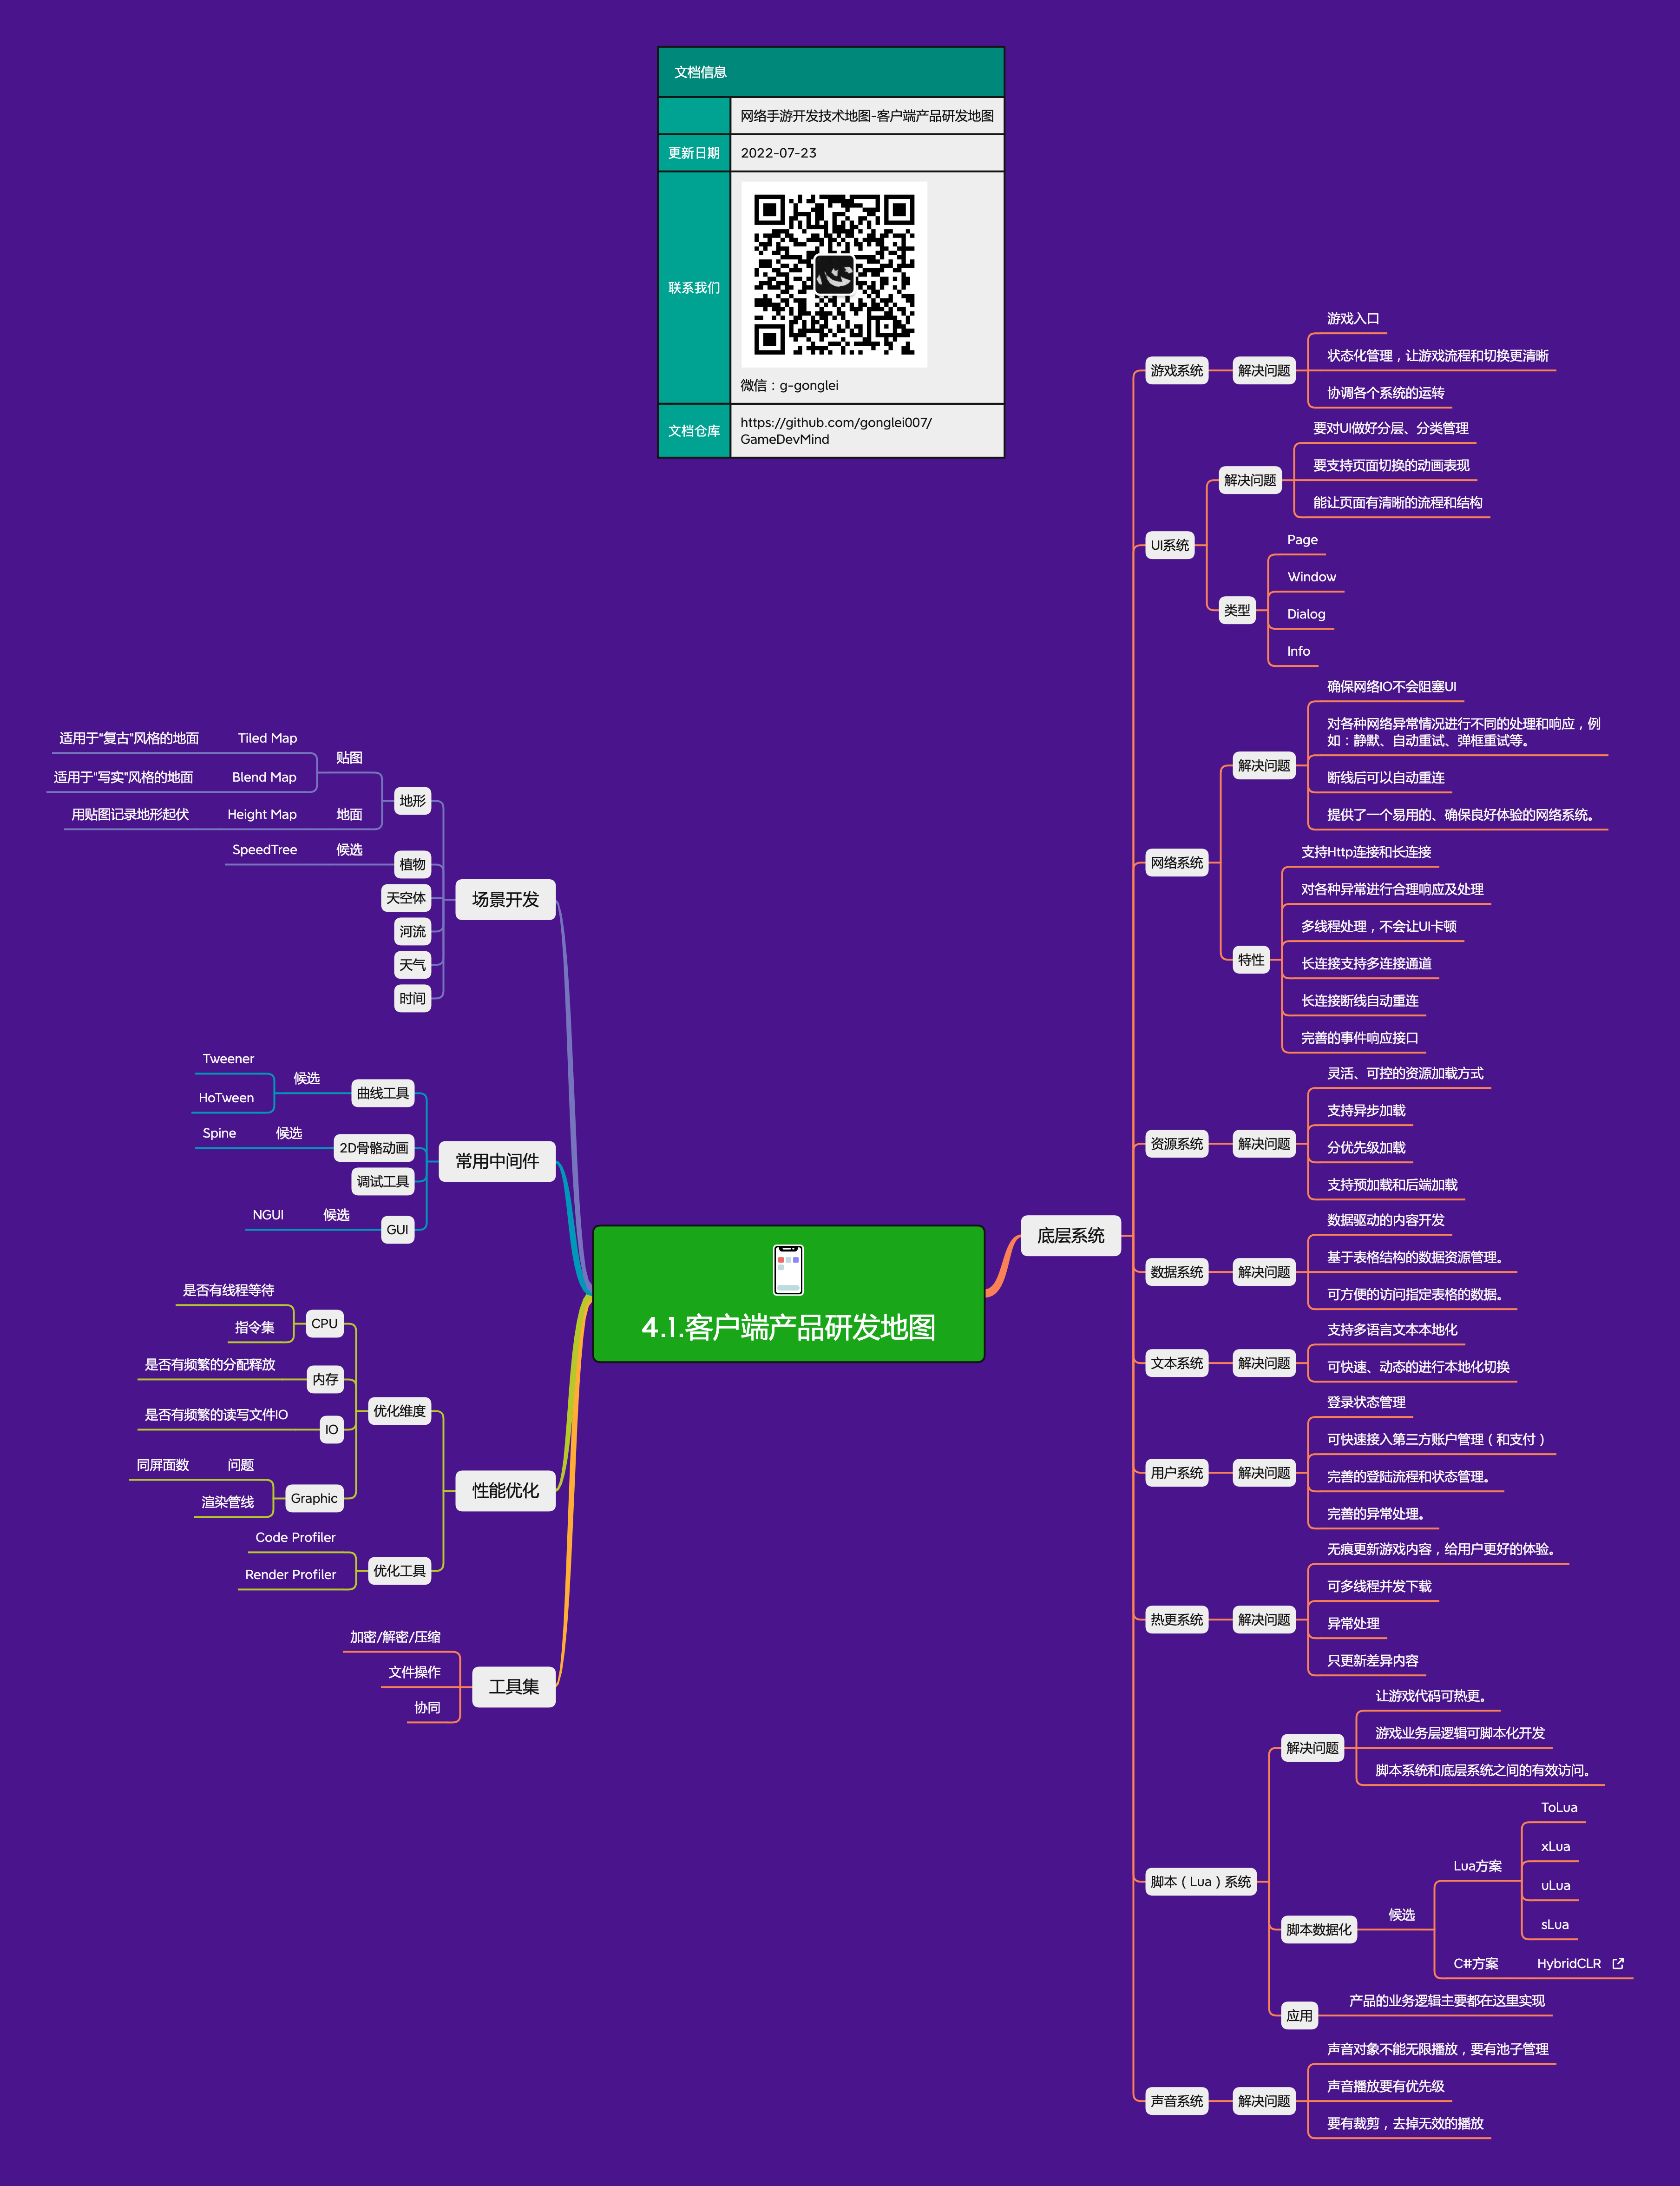 文档信息
网络手游开发技术地图-客户端产品研发地图
更新日期
2022-07-23
联系我们
微信：g-gonglei
文档仓库
https://github.com/gonglei007/
GameDevMind
4.1.客户端产品研发地图
底层系统
游戏系统
解决问题
游戏入口
状态化管理，让游戏流程和切换更清晰
协调各个系统的运转
UI系统
解决问题
要对UI做好分层、分类管理
要支持页面切换的动画表现
能让页面有清晰的流程和结构
类型
Page
Window
Dialog
Info
网络系统
解决问题
确保网络IO不会阻塞UI
对各种网络异常情况进行不同的处理和响应，例
如：静默、自动重试、弹框重试等。
断线后可以自动重连
提供了一个易用的、确保良好体验的网络系统。
特性
支持Http连接和长连接
对各种异常进行合理响应及处理
多线程处理，不会让UI卡顿
长连接支持多连接通道
长连接断线自动重连
完善的事件响应接口
资源系统
解决问题
灵活、可控的资源加载方式
支持异步加载
分优先级加载
支持预加载和后端加载
数据系统
解决问题
数据驱动的内容开发
基于表格结构的数据资源管理。
可方便的访问指定表格的数据。
文本系统
解决问题
支持多语言文本本地化
可快速、动态的进行本地化切换
用户系统
解决问题
登录状态管理
可快速接入第三方账户管理（和支付）
完善的登陆流程和状态管理。
完善的异常处理。
热更系统
解决问题
无痕更新游戏内容，给用户更好的体验。
可多线程并发下载
异常处理
只更新差异内容
脚本（Lua）系统
解决问题
让游戏代码可热更。
游戏业务层逻辑可脚本化开发
脚本系统和底层系统之间的有效访问。
脚本数据化
候选
Lua方案
ToLua
xLua
uLua
sLua
C#方案
HybridCLR
应用
产品的业务逻辑主要都在这里实现
声音系统
解决问题
声音对象不能无限播放，要有池子管理
声音播放要有优先级
要有裁剪，去掉无效的播放
场景开发
地形
贴图
Tiled Map
适用于"复古"风格的地面
Blend Map
适用于"写实"风格的地面
地面
Height Map
用贴图记录地形起伏
植物
候选
SpeedTree
天空体
河流
天气
时间
常用中间件
曲线工具
候选
Tweener
HoTween
2D骨骼动画
候选
Spine
调试工具
GUI
候选
NGUI
性能优化
优化维度
CPU
是否有线程等待
指令集
内存
是否有频繁的分配释放
IO
是否有频繁的读写文件IO
Graphic
问题
同屏面数
渲染管线
优化工具
Code Profiler
Render Profiler
工具集
加密/解密/压缩
文件操作
协同